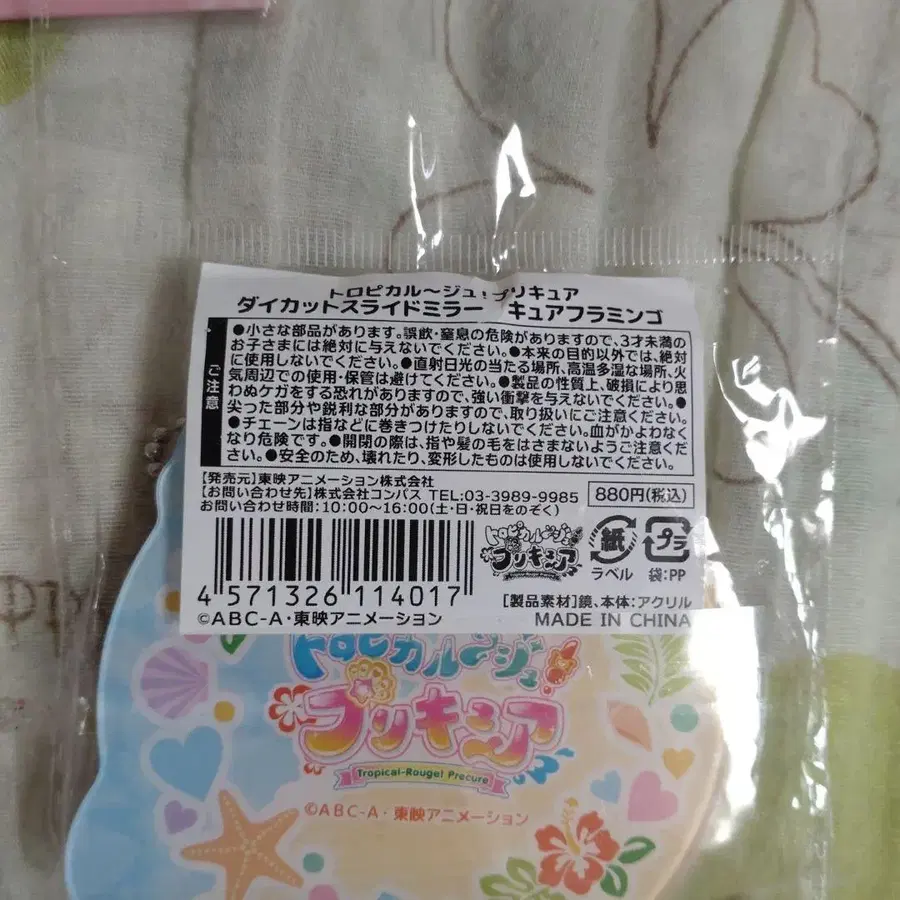 トロピカル～ジュ！プリキュア
ダイカットスライドミラー　キュアフラミンゴ
ご注意
●小さな部品があります。誤飲・窒息の危険がありますので、3才未満の
お子さまには絶対に与えないでください。●本来の目的以外では、絶対
に使用しないでください。●直射日光の当たる場所、高温多湿な場所、火
気周辺での使用・保管は避けてください。●製品の性質上、破損により思
わぬケガをする恐れがありますので、強い衝撃を与えないでください。●
尖った部分や鋭利な部分がありますので、取り扱いにご注意ください。
●チェーンは指などに巻きつけたりしないでください。血がかよわなく
なり危険です。●開閉の際は、指や髪の毛をはさまないようご注意くださ
い。●安全のため、壊れたり、変形したものは使用しないでください。
【発売元】東映アニメーション株式会社
【お問い合わせ先】株式会社コンパス TEL:03-3989-9985
お問い合わせ時間:10:00～16:00(土・日・祝日をのぞく)
880円(税込)
トロピカル～ジュ!
プリキュア
紙
ラベル
プラ
袋:PP
4 571326 114017
[製品素材]鏡、本体:アクリル
©ABC-A・東映アニメーション
MADE IN CHINA
トロピカル～ジュ!
プリキュア
Tropical-Rouge! Precure
©ABC-A・東映アニメーション